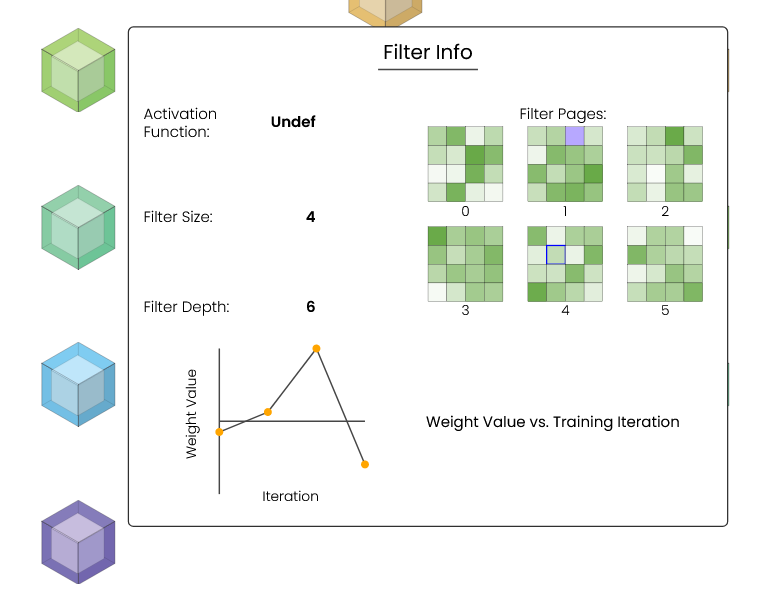 Filter Info
Activation
Function:
Undef
Filter Pages:
0
1
2
Filter Size:
4
3
4
5
Filter Depth:
6
Weight Value
Iteration
Weight Value vs. Training Iteration